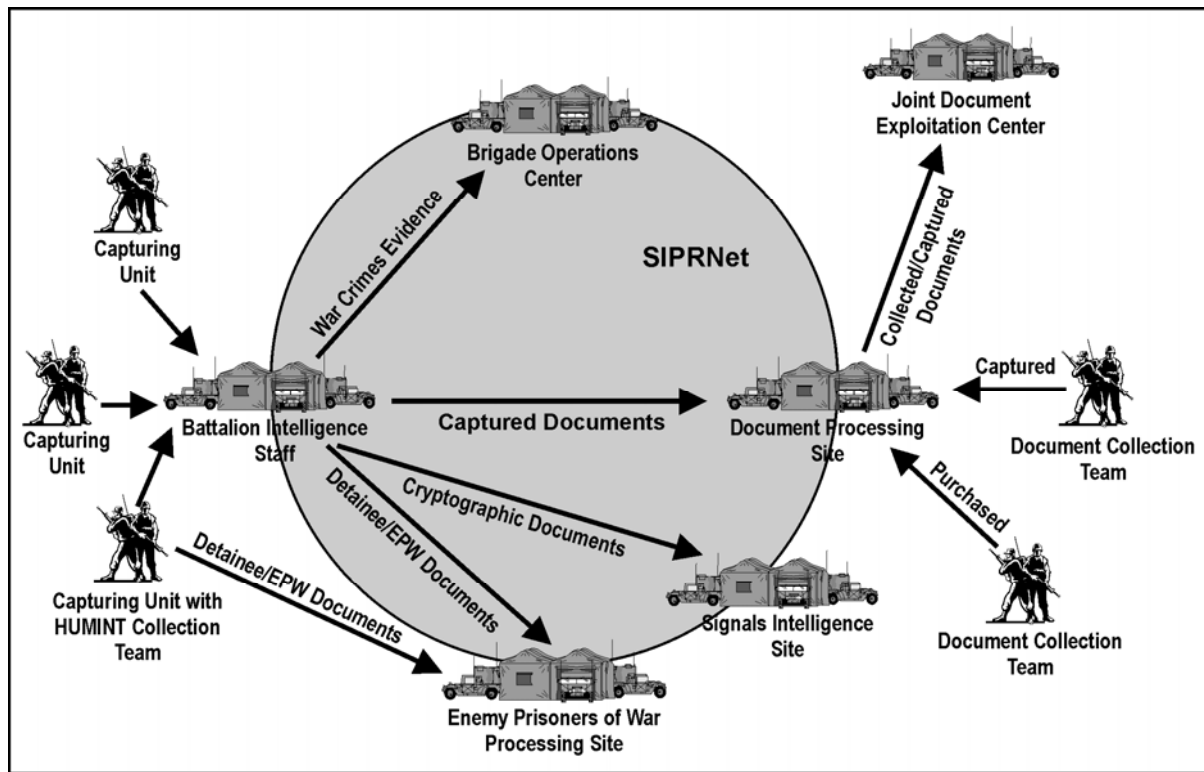 Joint Document
Exploitation Center
Brigade Operations
Center
War Crimes Evidence
SIPRNet
Collected/Captured
Documents
Capturing
Unit
Capturing
Unit
Battalion Intelligence
Staff
Captured Documents
Document Processing
Site
Captured
Document Collection
Team
Purchased
Document Collection
Team
Cryptographic Documents
Detainee/EPW Documents
Signals Intelligence
Site
Capturing Unit with
HUMINT Collection
Team
Detainee/EPW Documents
Enemy Prisoners of War
Processing Site